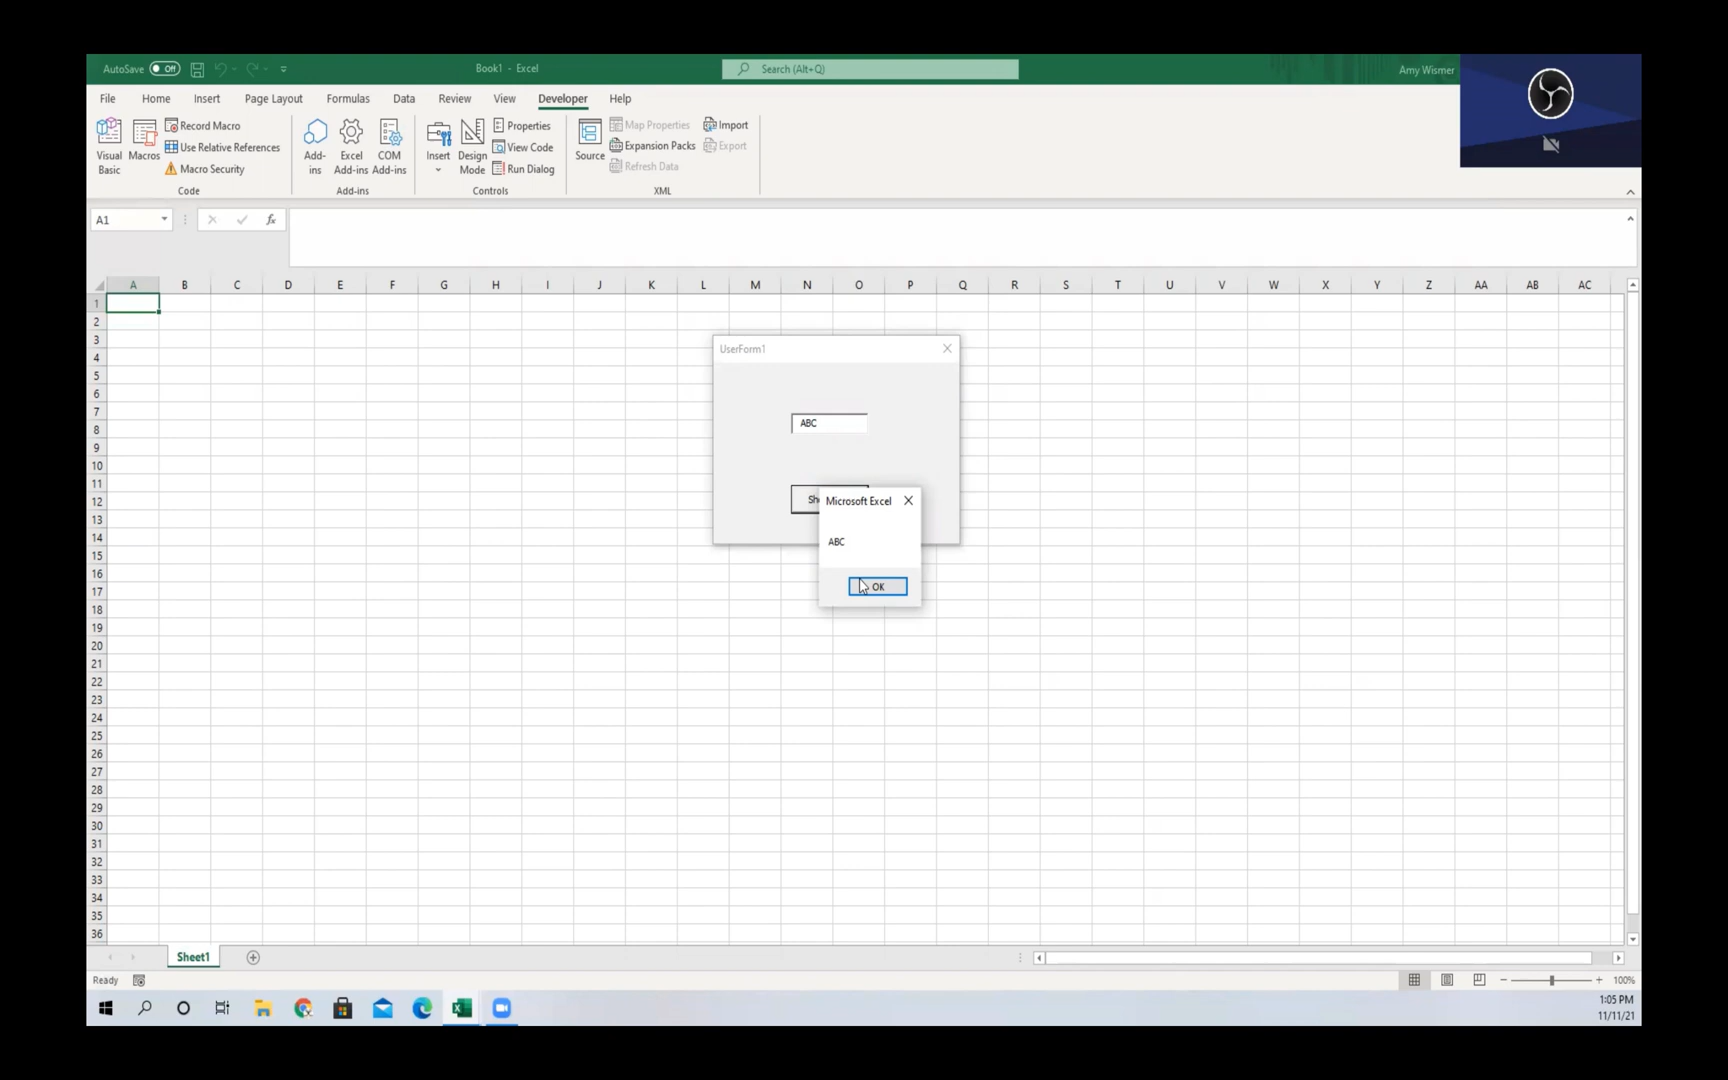 AutoSave Off
Book1 - Excel
Search (Alt+Q)
Amy Wismer
File Home Insert Page Layout Formulas Data Review View Developer Help
Visual Basic
Macros
Record Macro
Use Relative References
Macro Security
Code
Add-ins
Excel Add-ins
COM Add-ins
Add-ins
Insert
Design Mode
Properties
View Code
Run Dialog
Controls
Source
Map Properties
Expansion Packs
Refresh Data
Import
Export
XML
A1
fx
A B C D E F G H I J K L M N O P Q R S T U V W X Y Z AA AB AC
1
2
3
4
5
6
7
8
9
10
11
12
13
14
15
16
17
18
19
20
21
22
23
24
25
26
27
28
29
30
31
32
33
34
35
36
UserForm1
ABC
Microsoft Excel
ABC
OK
Sheet1
Ready
100%
1:05 PM
11/11/21